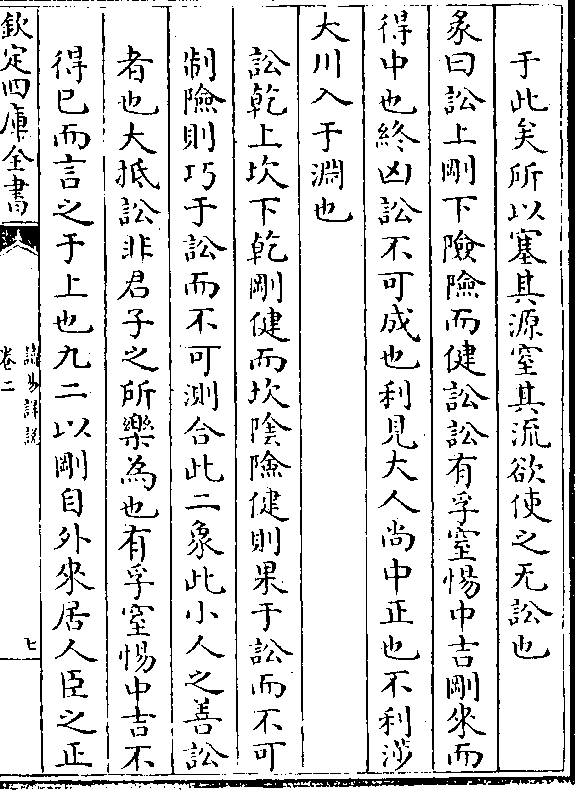 于此矣所以塞其源窒其流欲使之无訟也
彖曰訟上剛下險險而健訟訟有孚窒惕中吉剛來而
得中也終凶訟不可成也利見大人尚中正也不利涉
大川入于淵也
訟乾上坎下乾剛健而坎陰險健則果于訟而不可
制險則巧于訟而不可測合此二象此小人之善訟
者也大抵訟非君子之所樂為也有孚窒惕中吉不
得已而言之于上也九二以剛自外來居人臣之正
欽定四庫全書
讀易詳說
卷二
七